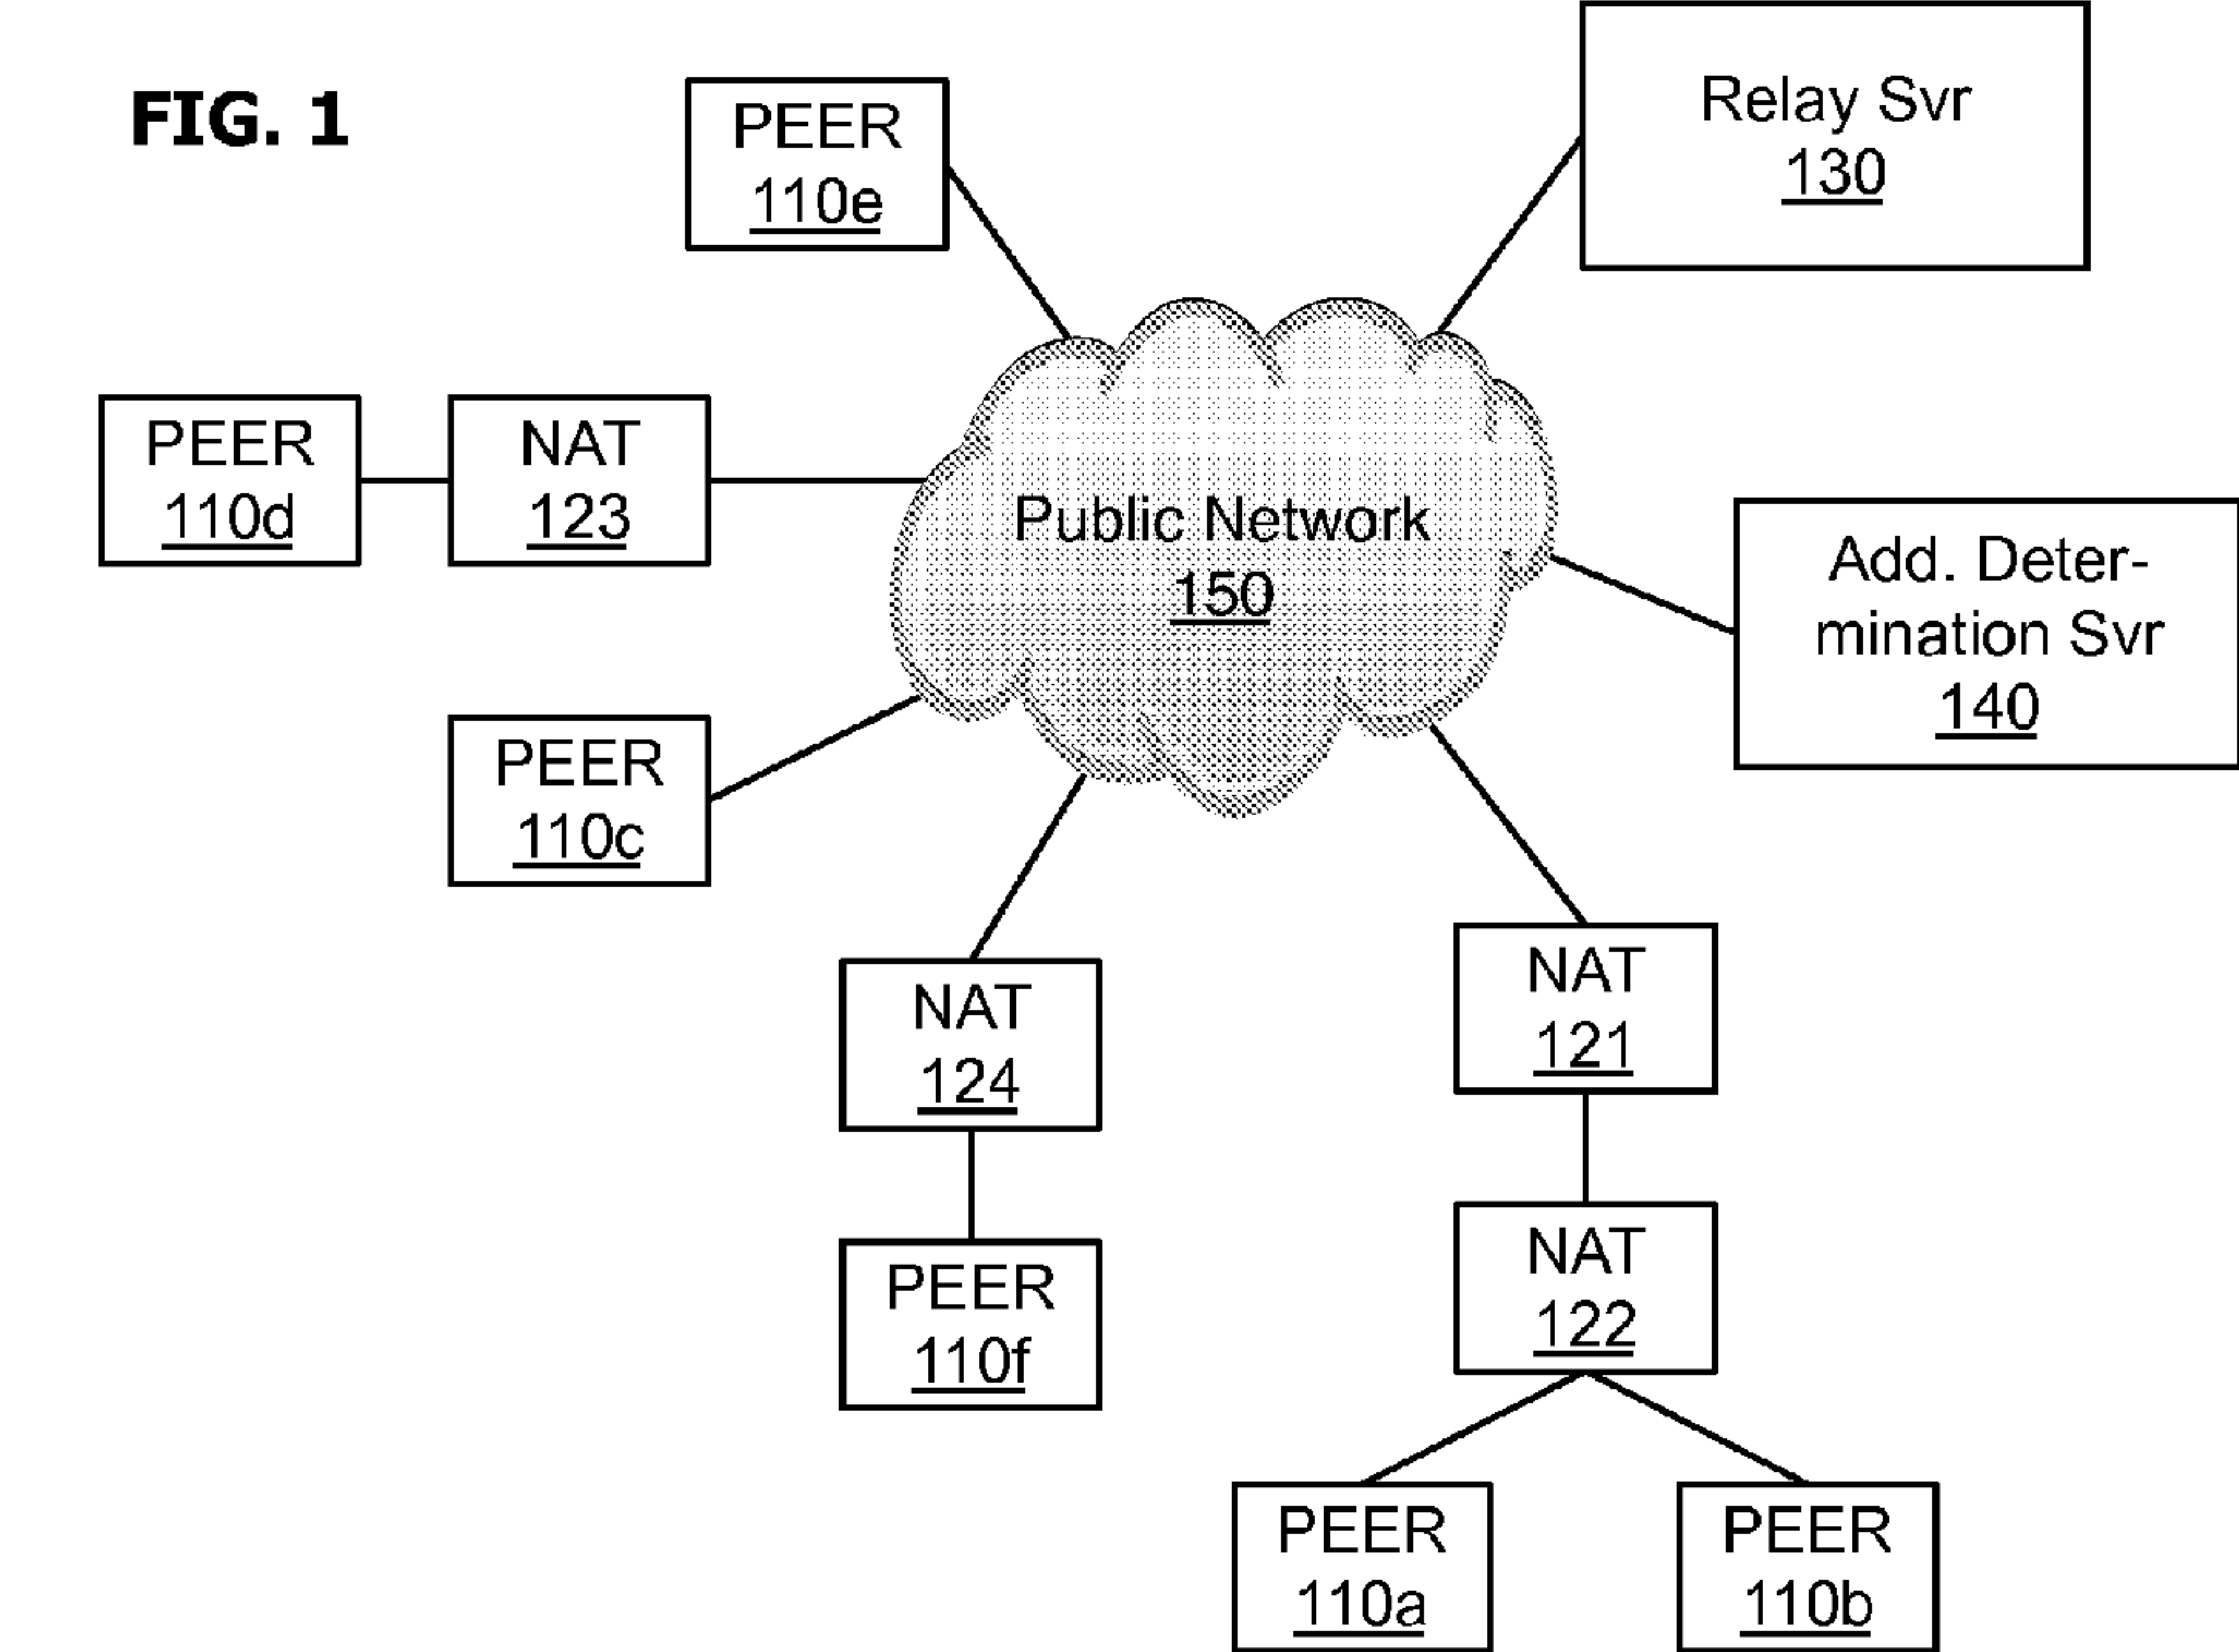 FIG. 1
PEER
110e
Relay Svr
130
PEER
110d
NAT
123
Public Network
150
Add. Deter-
mination Svr
140
PEER
110c
NAT
124
NAT
121
PEER
110f
NAT
122
PEER
110a
PEER
110b